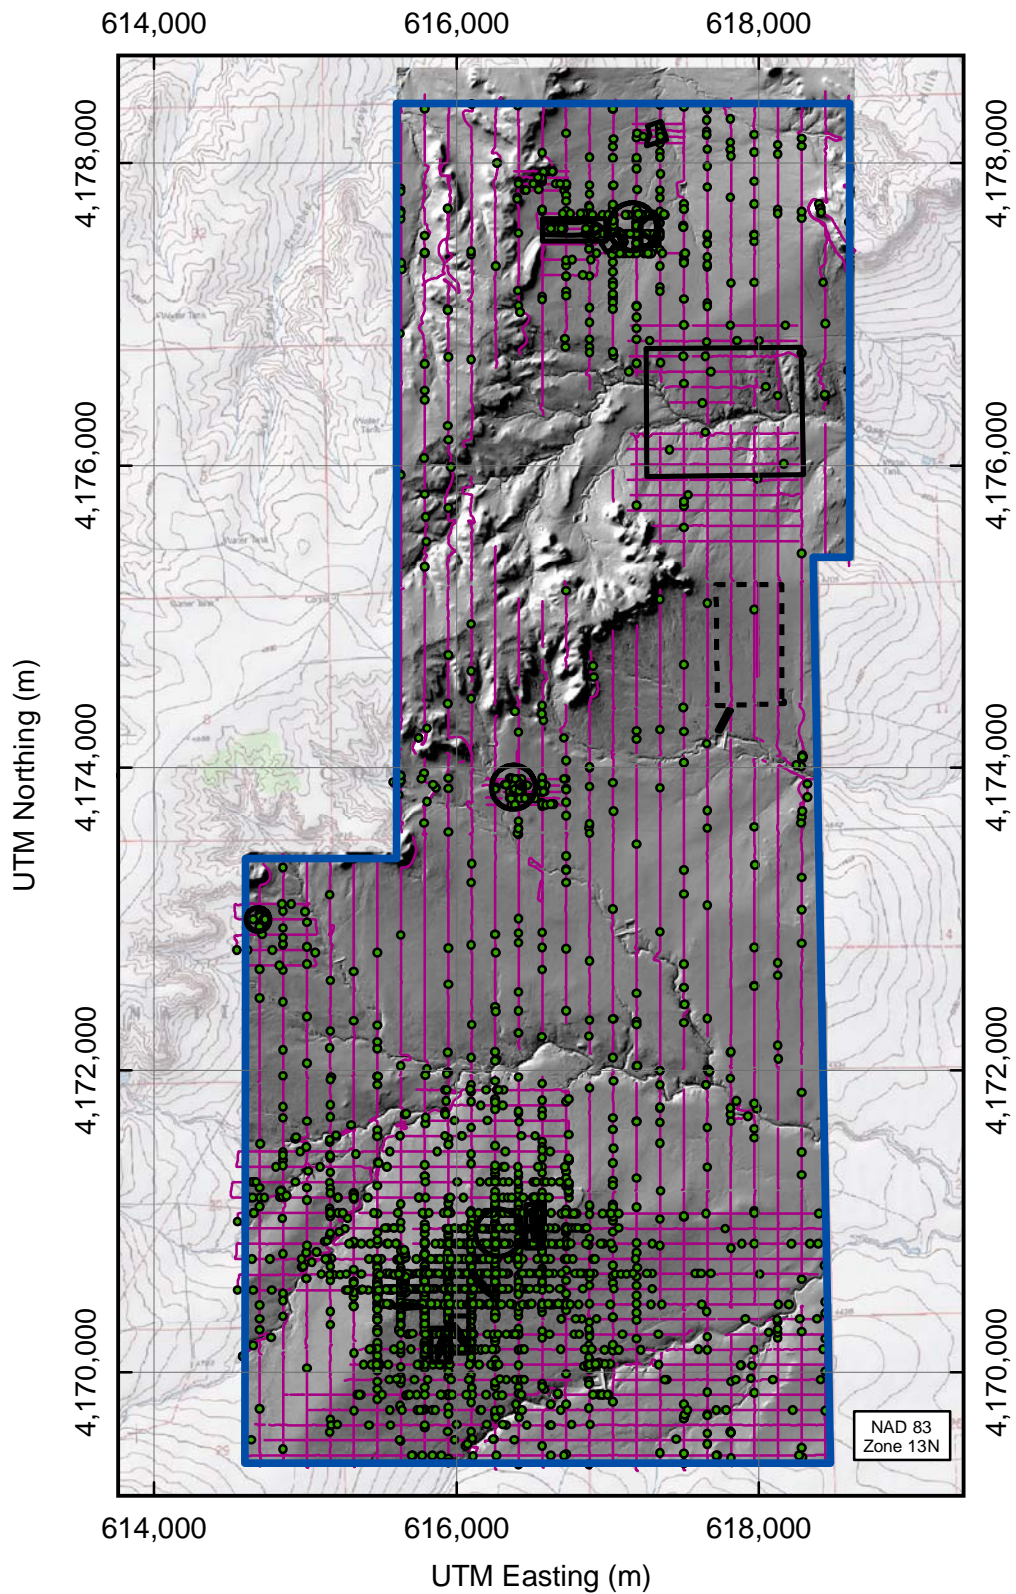 614,000 616,000 618,000
4,178,000 4,178,000
4,176,000 4,176,000
4,174,000 4,174,000
4,172,000 4,172,000
4,170,000 4,170,000
UTM Northing (m)
NAD 83
Zone 13N
614,000 616,000 618,000
UTM Easting (m)